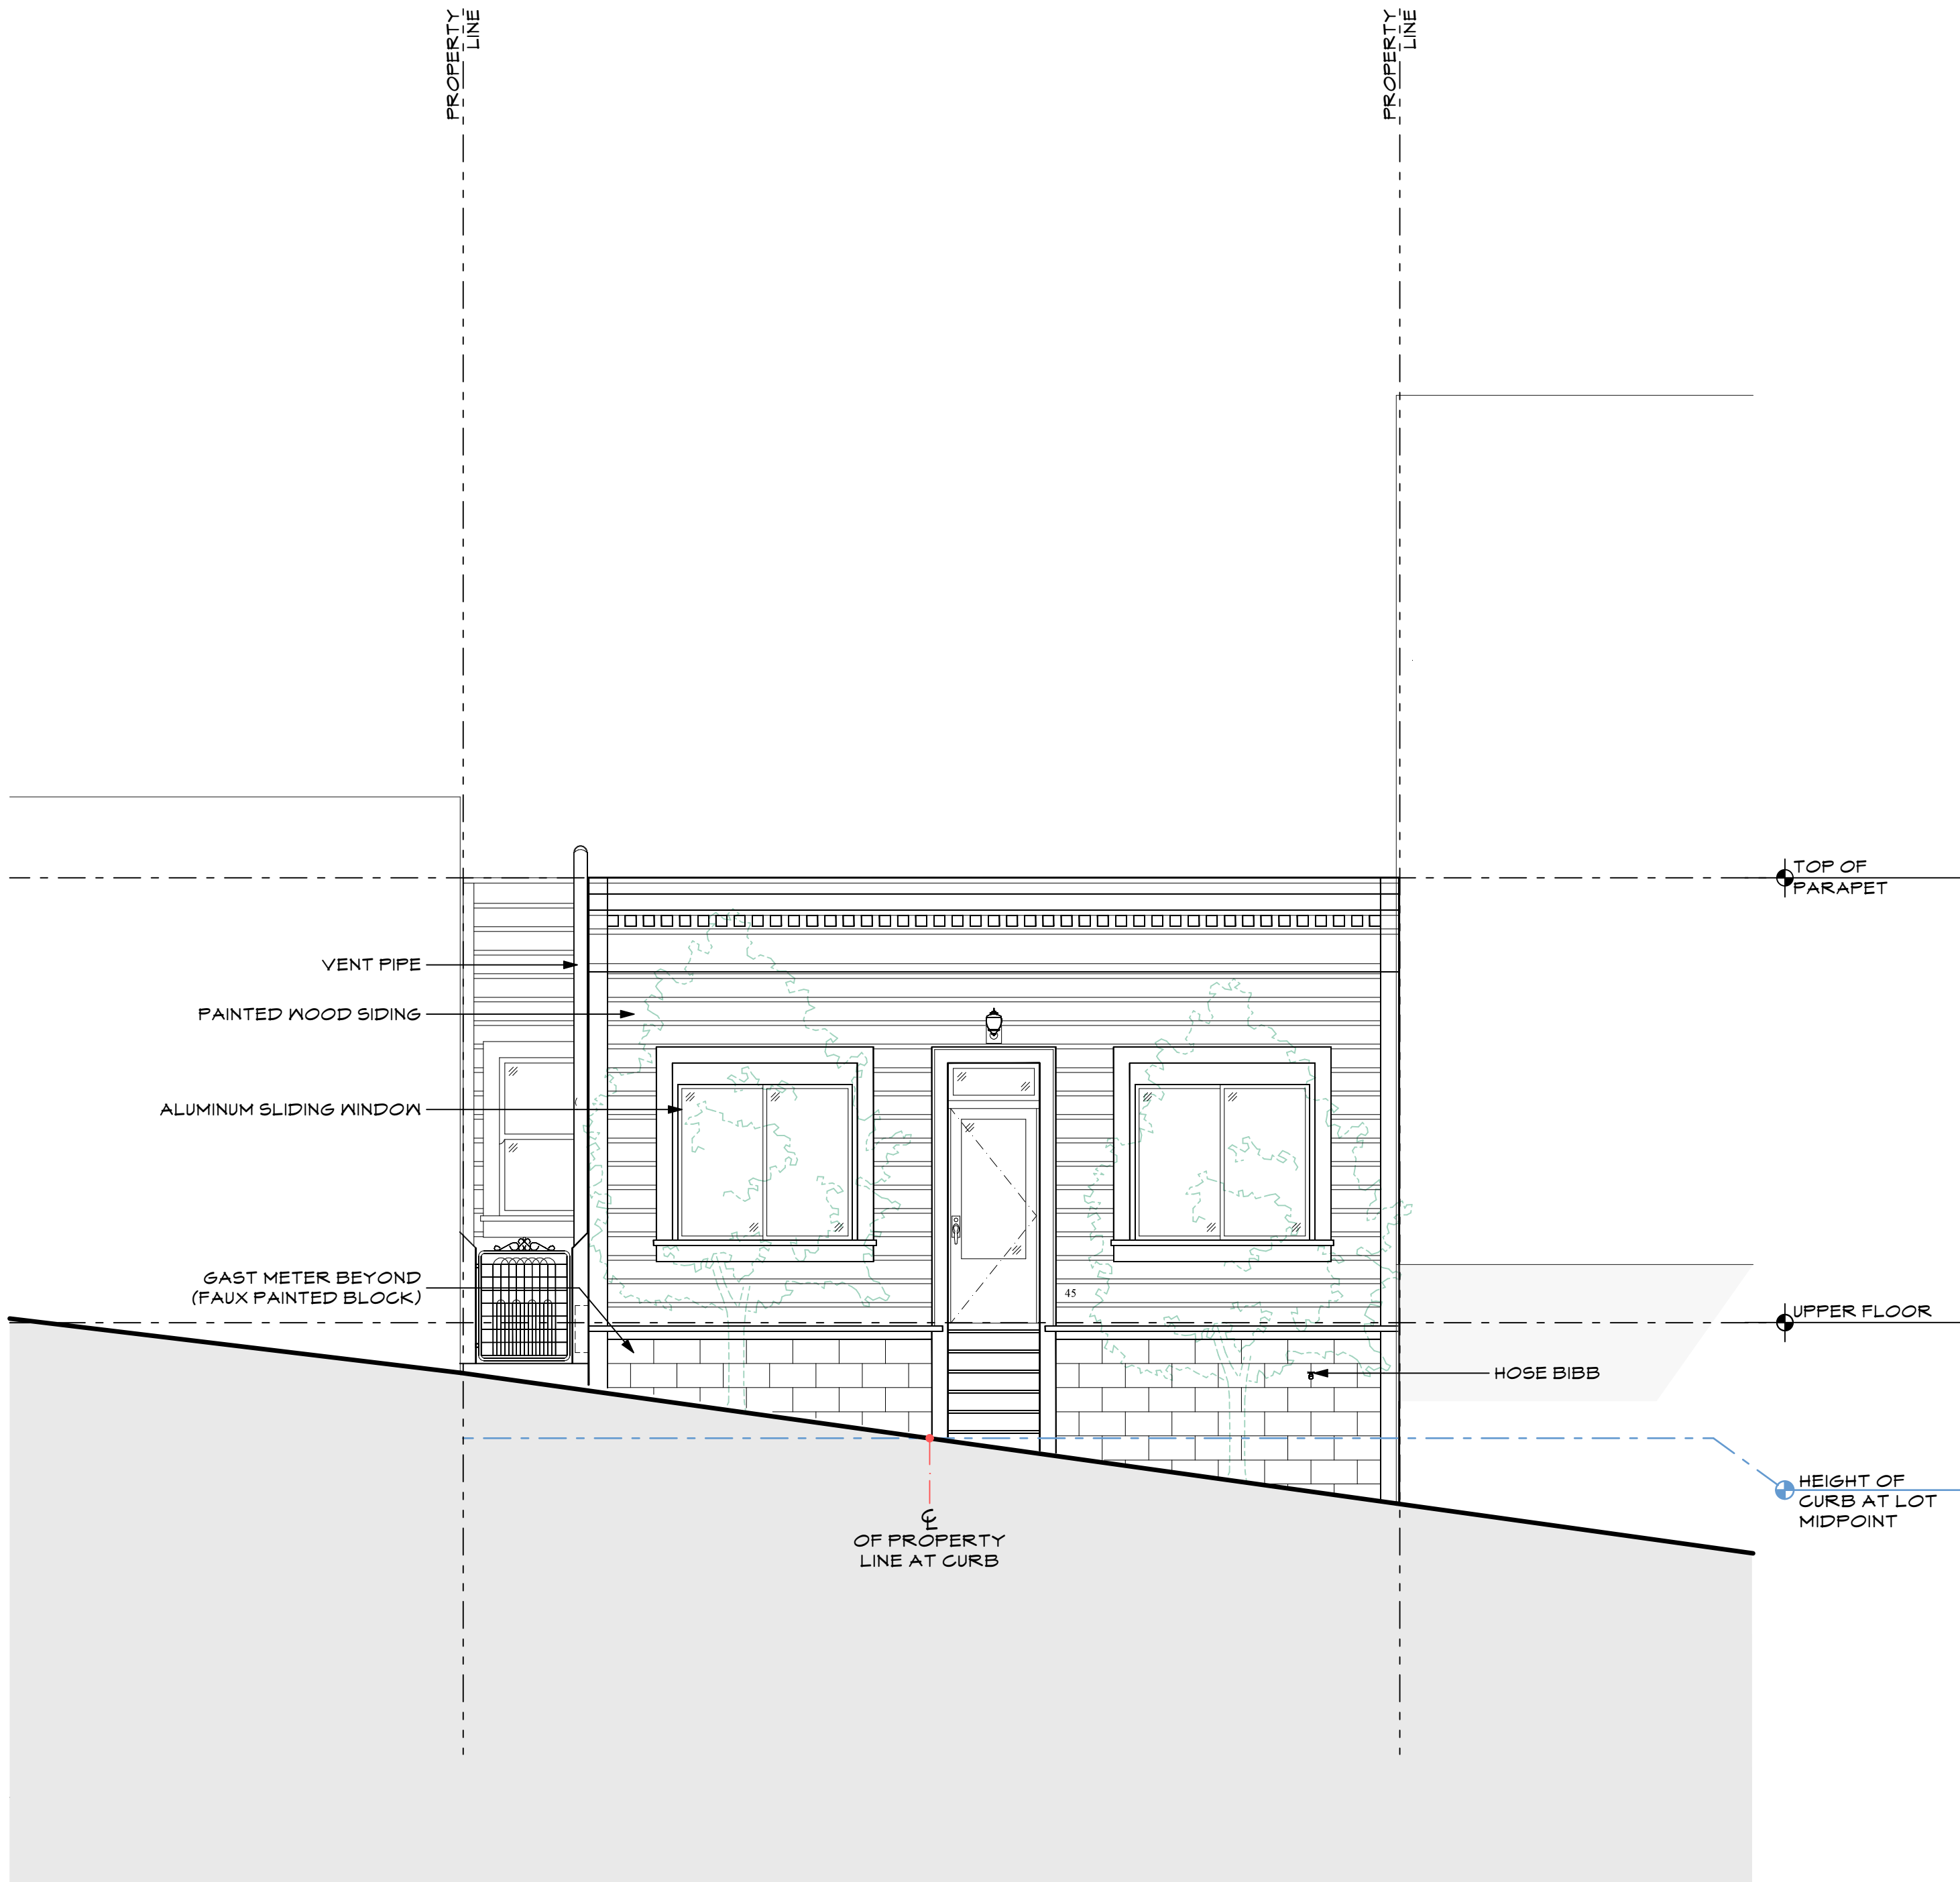 PROPERTY
LINE
PROPERTY
LINE
TOP OF
PARAPET
VENT PIPE
PAINTED WOOD SIDING
ALUMINUM SLIDING WINDOW
GAST METER BEYOND
(FAUX PAINTED BLOCK)
45
UPPER FLOOR
HOSE BIBB
HEIGHT OF
CURB AT LOT
MIDPOINT
℄
OF PROPERTY
LINE AT CURB